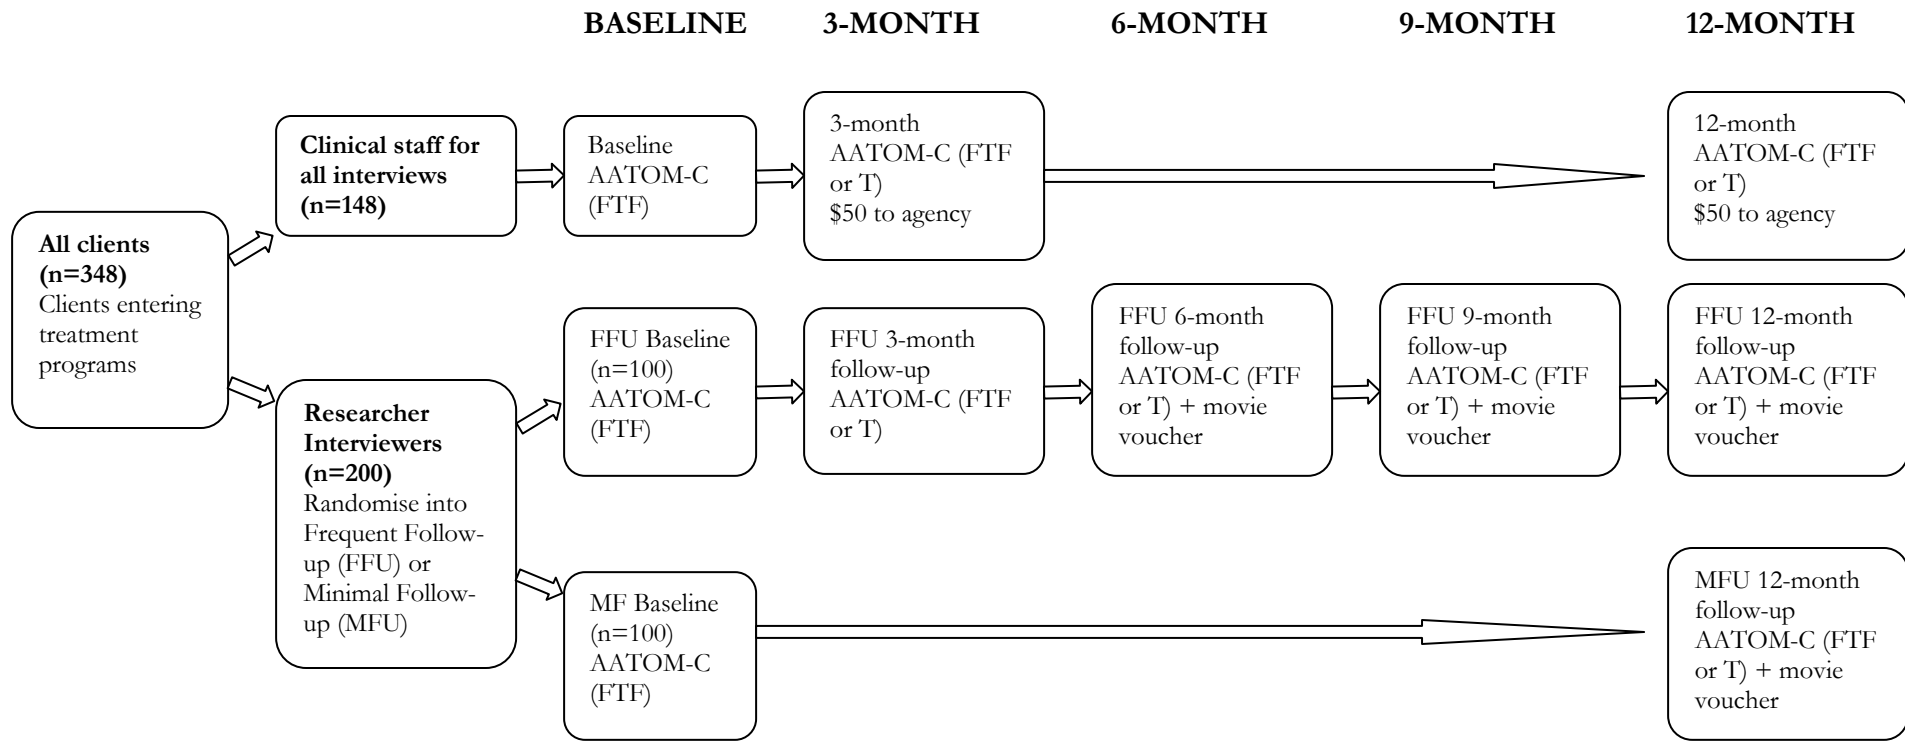 BASELINE
3-MONTH
6-MONTH
9-MONTH
12-MONTH
All clients
(n=348)
Clients entering
treatment
programs
Clinical staff for
all interviews
(n=148)
Baseline
AATOM-C
(FTF)
3-month
AATOM-C (FTF
or T)
$50 to agency
12-month
AATOM-C (FTF
or T)
$50 to agency
Researcher
Interviewers
(n=200)
Randomise into
Frequent Follow-
up (FFU) or
Minimal Follow-
up (MFU)
FFU Baseline
(n=100)
AATOM-C
(FTF)
FFU 3-month
follow-up
AATOM-C (FTF
or T)
FFU 6-month
follow-up
AATOM-C (FTF
or T) + movie
voucher
FFU 9-month
follow-up
AATOM-C (FTF
or T) + movie
voucher
FFU 12-month
follow-up
AATOM-C (FTF
or T) + movie
voucher
MF Baseline
(n=100)
AATOM-C
(FTF)
MFU 12-month
follow-up
AATOM-C (FTF
or T) + movie
voucher